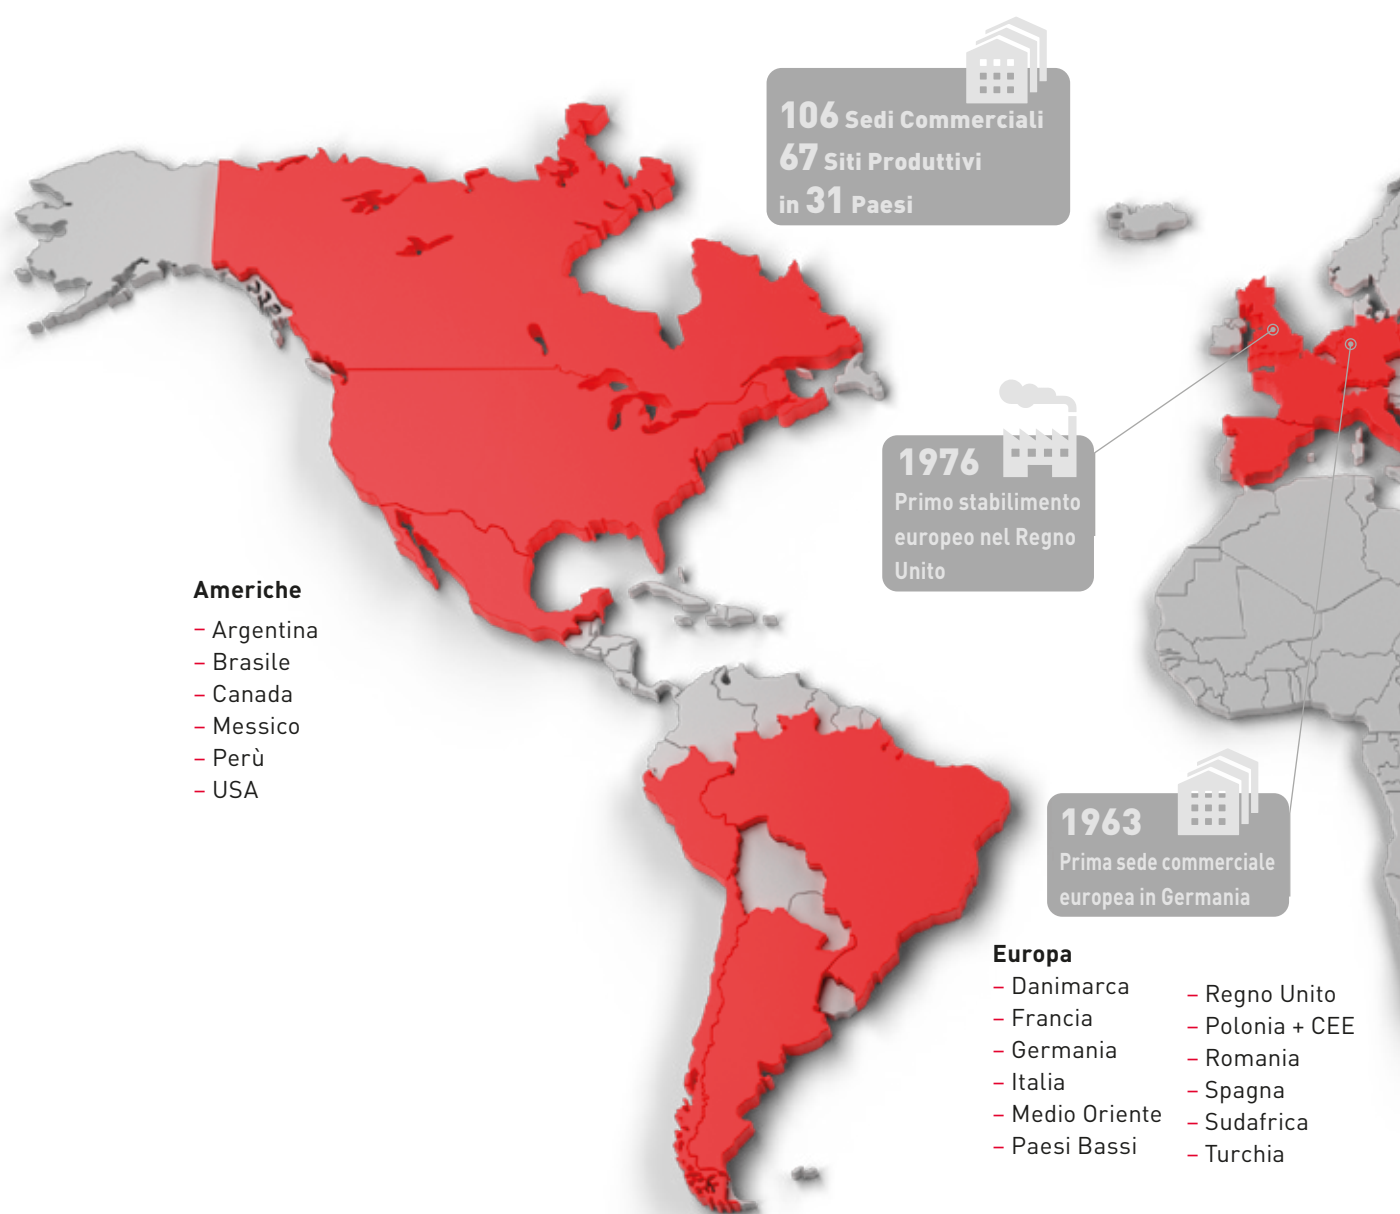 106 Sedi Commerciali
67 Siti Produttivi
in 31 Paesi
1976
Primo stabilimento
europeo nel Regno
Unito
Americhe
– Argentina
– Brasile
– Canada
– Messico
– Perù
– USA
1963
Prima sede commerciale
europea in Germania
Europa
– Danimarca
– Francia
– Germania
– Italia
– Medio Oriente
– Paesi Bassi
– Regno Unito
– Polonia + CEE
– Romania
– Spagna
– Sudafrica
– Turchia